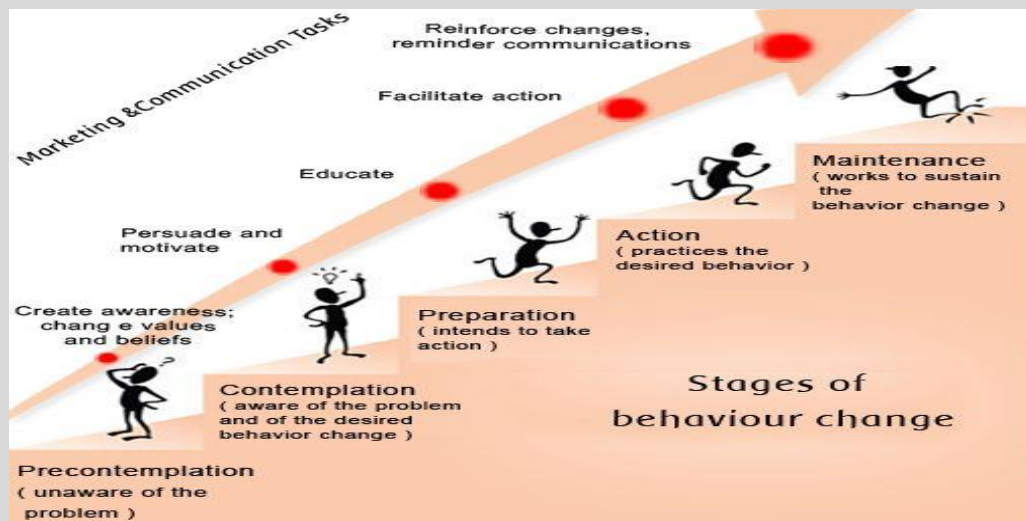 Marketing &Communication Tasks
Reinforce changes,
reminder communications
Facilitate action
Educate
Persuade and
motivate
Create awareness;
chang e values
and beliefs
?
Maintenance
( works to sustain
the
behavior change )
Action
( practices the
desired behavior )
Preparation
( intends to take
action )
Contemplation
( aware of the problem
and of the desired
behavior change )
Precontemplation
( unaware of the
problem )
Stages of
behaviour change